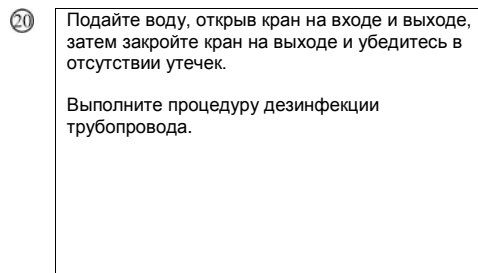 ⑳ Подайте воду, открыв кран на входе и выходе,
затем закройте кран на выходе и убедитесь в
отсутствии утечек.
Выполните процедуру дезинфекции
трубопровода.